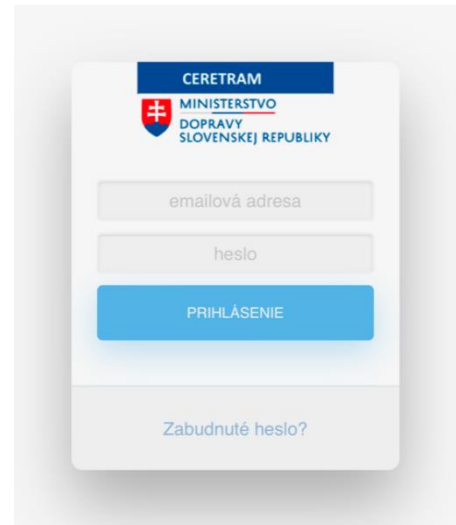 CERETRAM
MINISTERSTVO
DOPRAVY
SLOVENSKEJ REPUBLIKY
emailová adresa
heslo
PRIHLÁSENIE
Zabudnuté heslo?